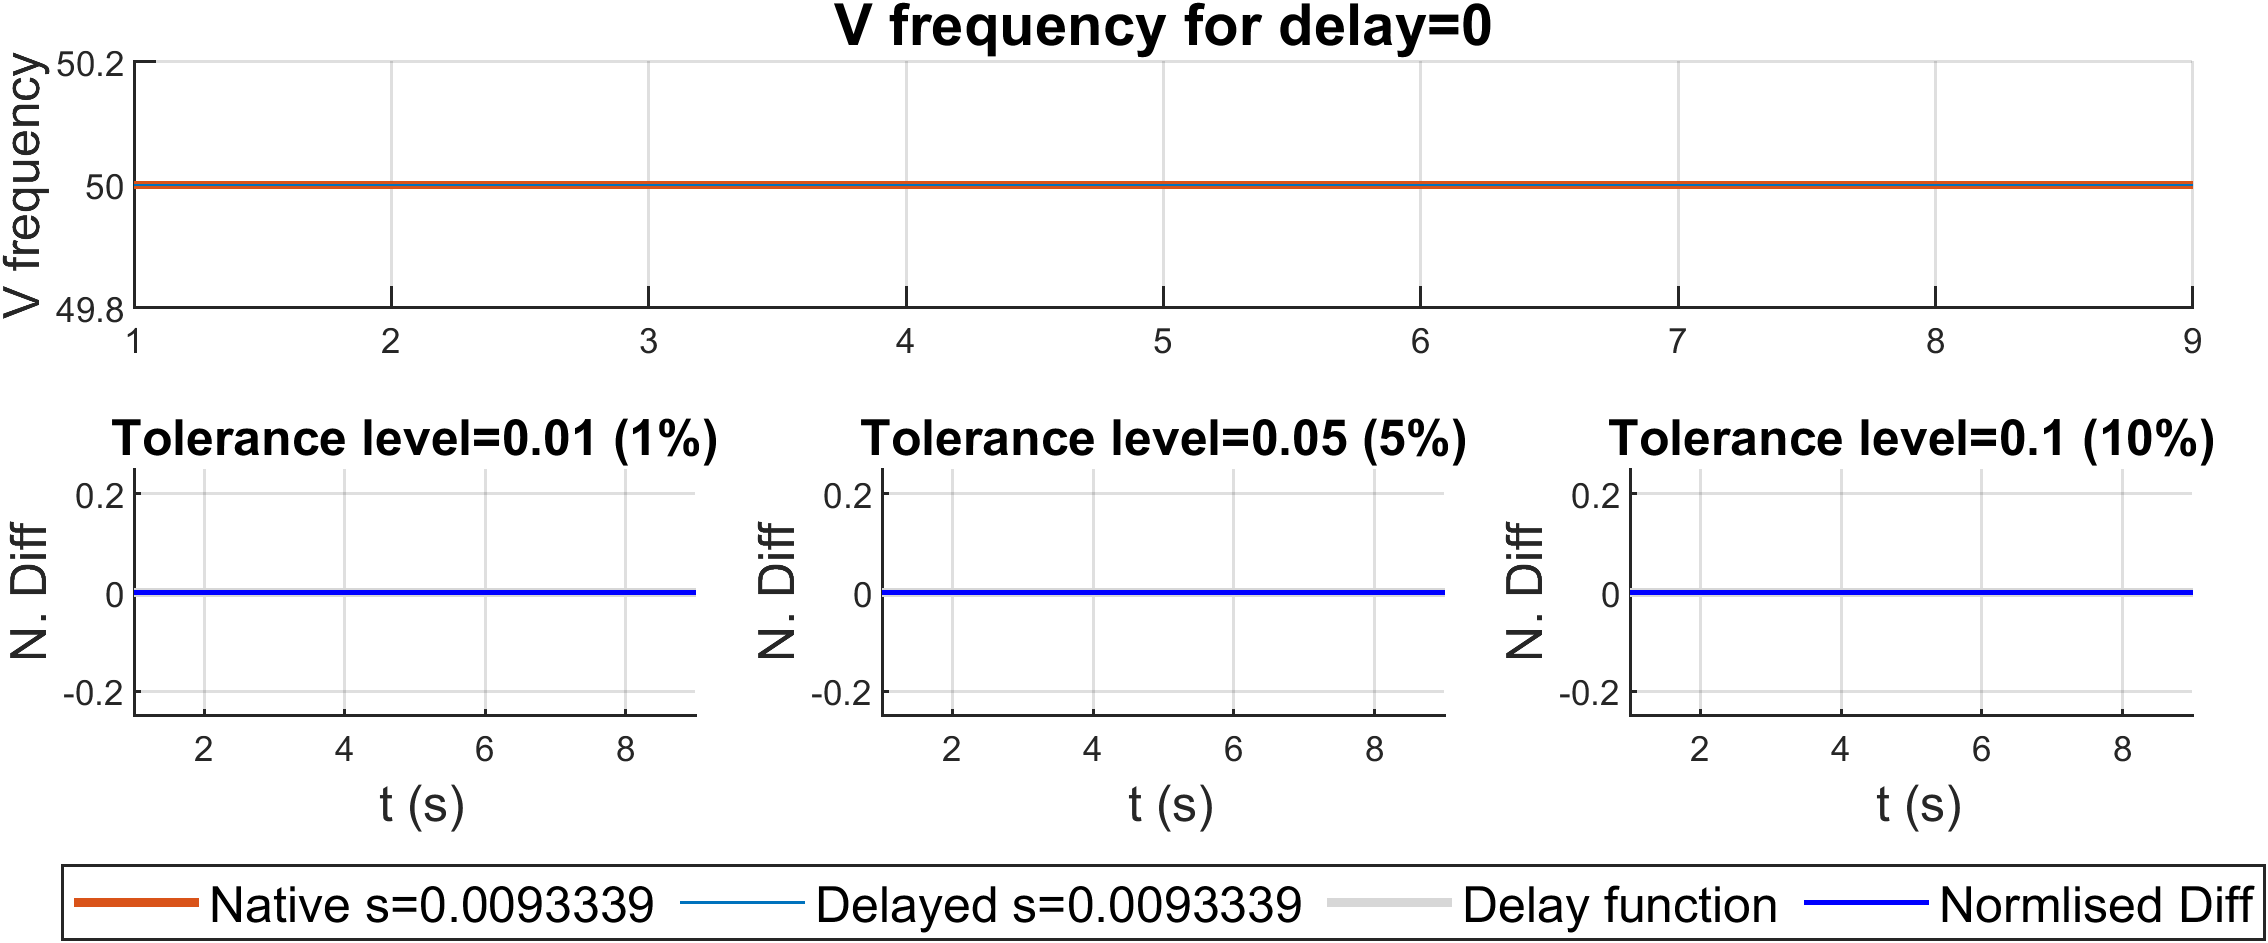 V frequency for delay=0
V frequency
50.2
50
49.8
1 2 3 4 5 6 7 8 9
Tolerance level=0.01 (1%) Tolerance level=0.05 (5%) Tolerance level=0.1 (10%)
N. Diff
0.2
0
-0.2
2 4 6 8
t (s)
N. Diff
0.2
0
-0.2
2 4 6 8
t (s)
N. Diff
0.2
0
-0.2
2 4 6 8
t (s)
Native s=0.0093339 Delayed s=0.0093339 Delay function Normlised Diff